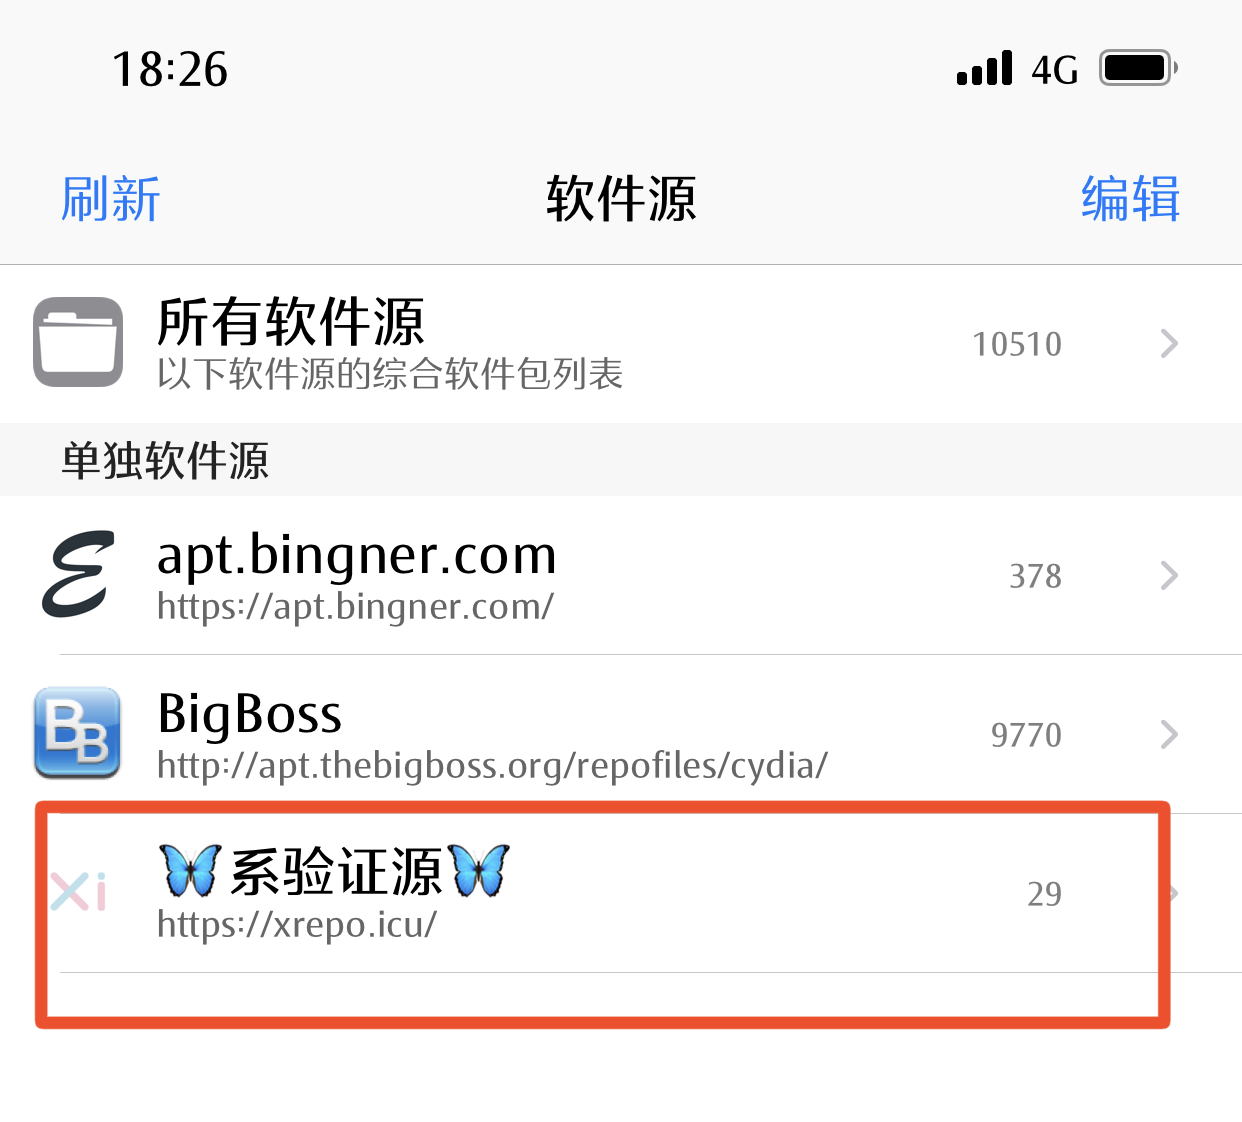 18:26
4G
刷新
软件源
编辑
所有软件源
以下软件源的综合软件包列表
10510
单独软件源
apt.bingner.com
https://apt.bingner.com/
378
BigBoss
http://apt.thebigboss.org/repofiles/cydia/
9770
BB
Xi
🦋系验证源🦋
https://xrepo.icu/
29